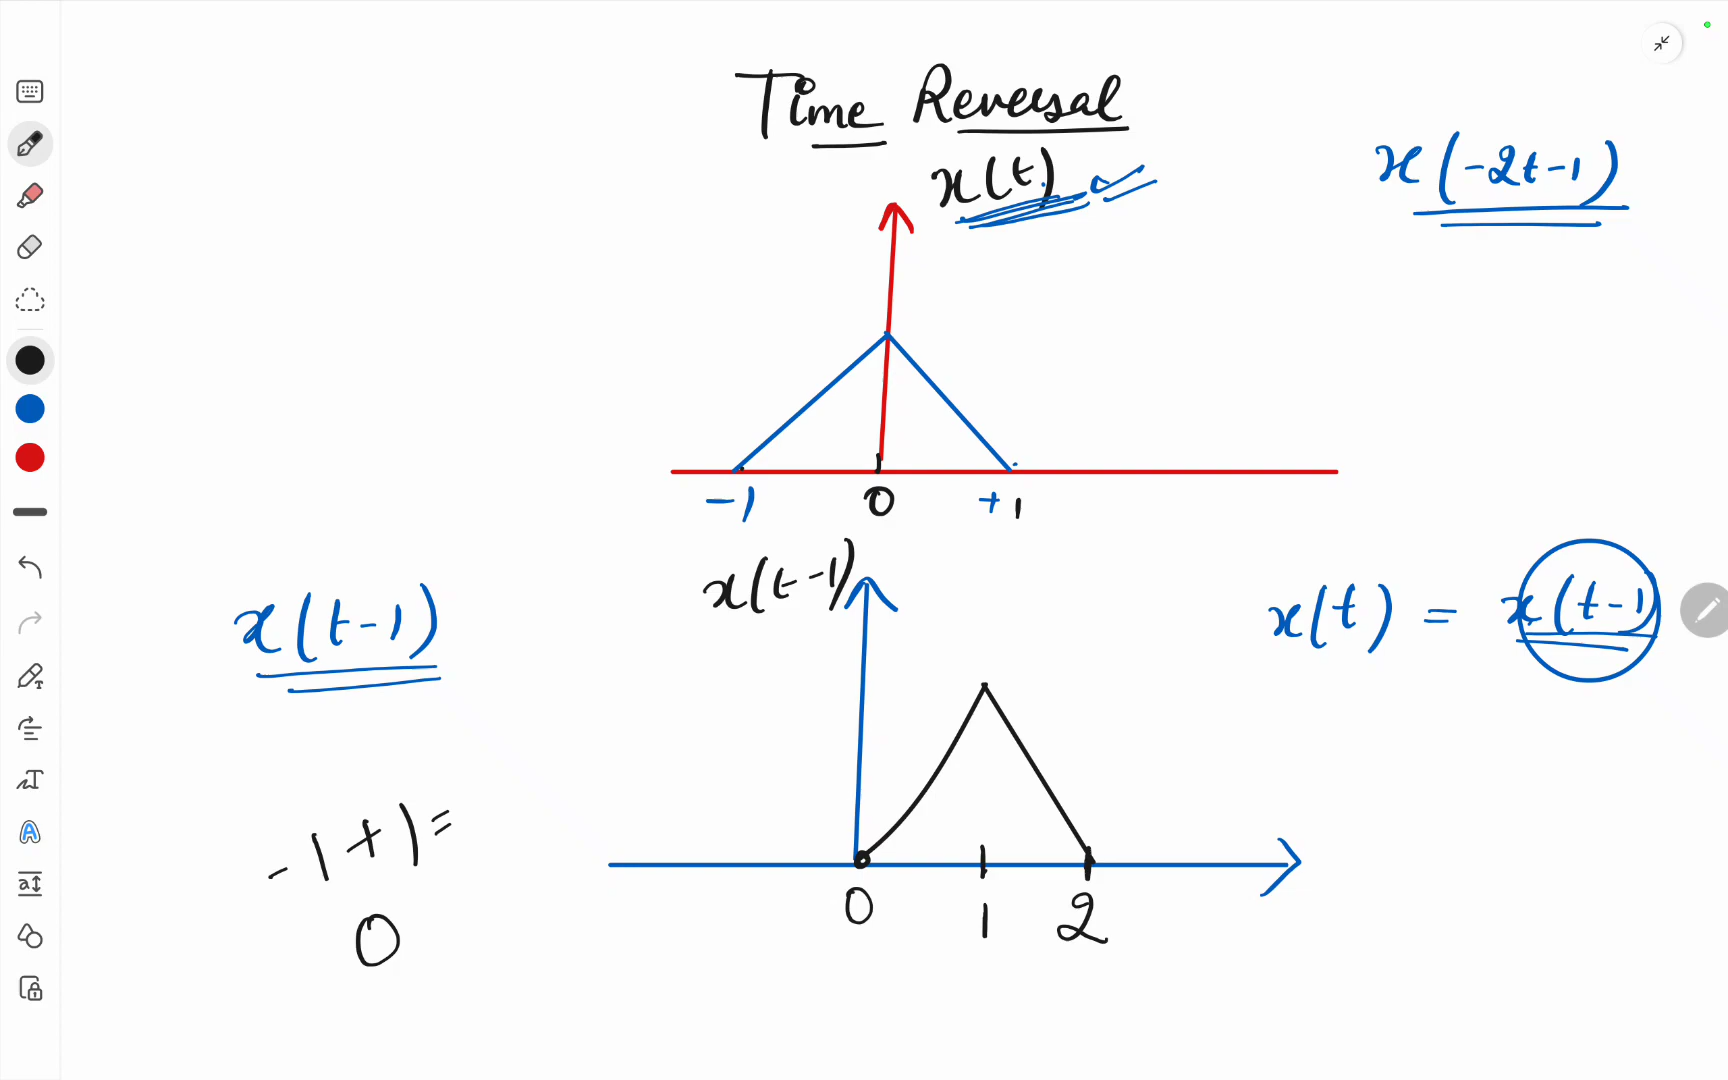 Time Reversal
x(t)
x(-2t-1)
-1 0 +1
x(t-1)
x(t-1)
x(t) = x(t-1)
-1+1=
0
0 1 2